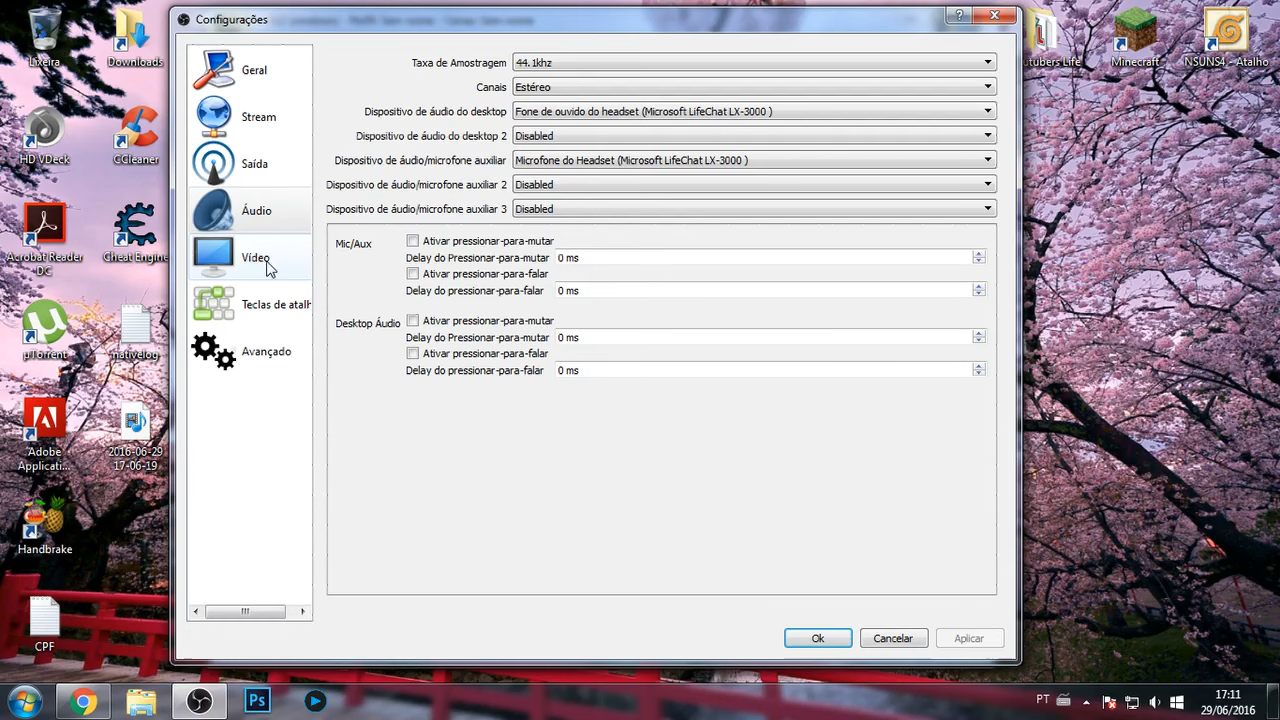 Configurações
Lixeira
Downloads
HD VDeck
CCleaner
Acrobat Reader
DC
Cheat Engine
µTorrent
nativelog
Adobe
Applicati...
2016-06-29
17-06-19
Handbrake
CPF
Geral
Stream
Saída
Áudio
Vídeo
Teclas de atalh
Avançado
Taxa de Amostragem 44.1khz
Canais Estéreo
Dispositivo de áudio do desktop Fone de ouvido do headset (Microsoft LifeChat LX-3000 )
Dispositivo de áudio do desktop 2 Disabled
Dispositivo de áudio/microfone auxiliar Microfone do Headset (Microsoft LifeChat LX-3000 )
Dispositivo de áudio/microfone auxiliar 2 Disabled
Dispositivo de áudio/microfone auxiliar 3 Disabled
Mic/Aux Ativar pressionar-para-mutar
Delay do Pressionar-para-mutar 0 ms
Ativar pressionar-para-falar
Delay do pressionar-para-falar 0 ms
Desktop Áudio Ativar pressionar-para-mutar
Delay do Pressionar-para-mutar 0 ms
Ativar pressionar-para-falar
Delay do pressionar-para-falar 0 ms
Ok Cancelar Aplicar
utubers Life
Minecraft
NSUNS4 - Atalho
Ps
PT
17:11
29/06/2016